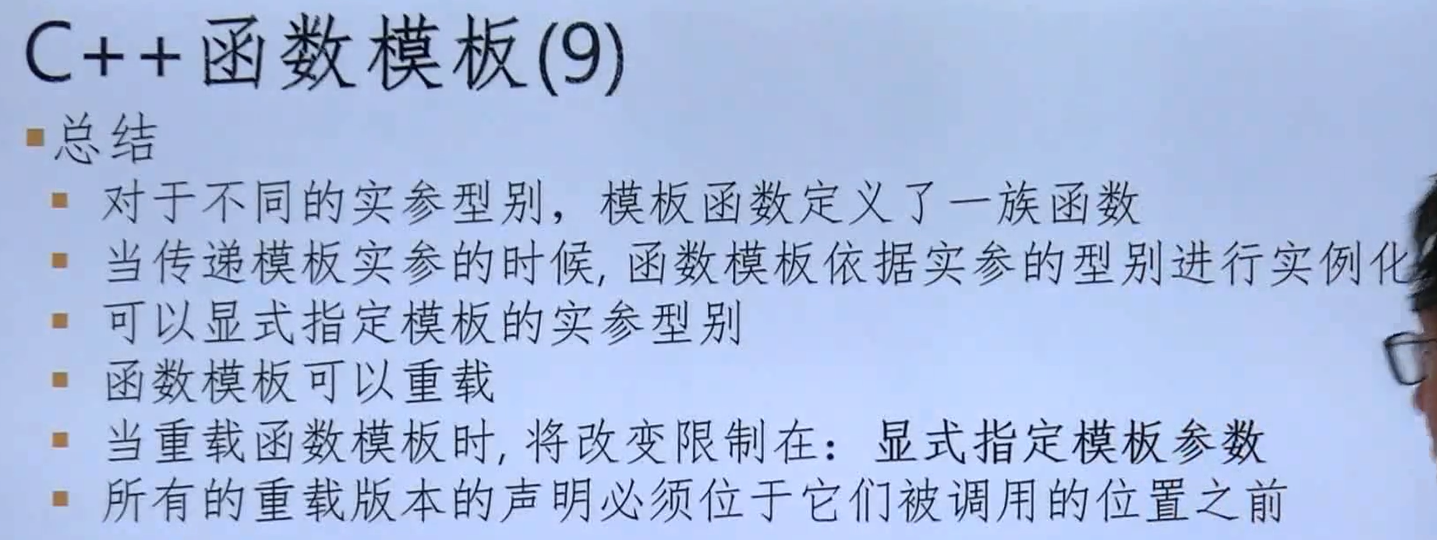 C++函数模板(9)
总结
对于不同的实参型别，模板函数定义了一族函数
当传递模板实参的时候, 函数模板依据实参的型别进行实例化
可以显式指定模板的实参型别
函数模板可以重载
当重载函数模板时, 将改变限制在：显式指定模板参数
所有的重载版本的声明必须位于它们被调用的位置之前